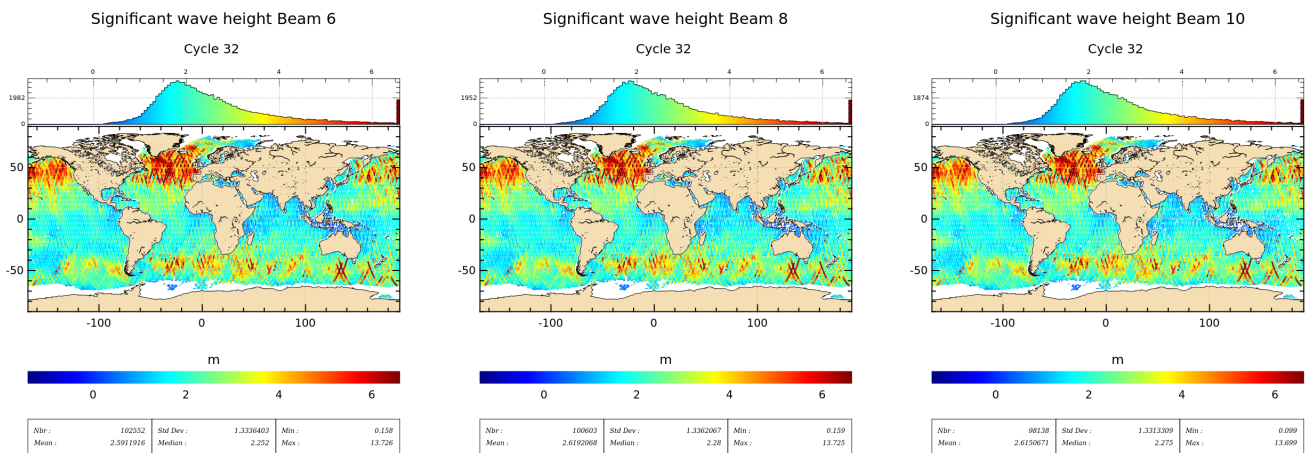 Significant wave height Beam 6
Cycle 32
0 2 4 6
1982
0
50
0
-50
-100 0 100
m
0 2 4 6
Nbr : 102552 Std Dev : 1.3336403 Min : 0.158
Mean : 2.5911916 Median : 2.252 Max : 13.726
Significant wave height Beam 8
Cycle 32
0 2 4 6
1952
0
50
0
-50
-100 0 100
m
0 2 4 6
Nbr : 100603 Std Dev : 1.3362067 Min : 0.159
Mean : 2.6192068 Median : 2.28 Max : 13.725
Significant wave height Beam 10
Cycle 32
0 2 4 6
1874
0
50
0
-50
-100 0 100
m
0 2 4 6
Nbr : 98138 Std Dev : 1.3313309 Min : 0.099
Mean : 2.6150671 Median : 2.275 Max : 13.699